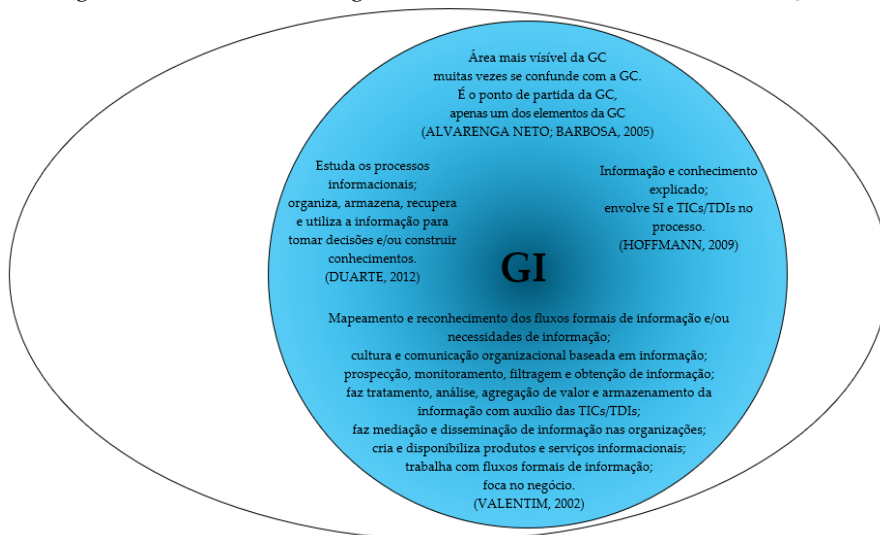 Área mais vísível da GC
muitas vezes se confunde com a GC.
É o ponto de partida da GC,
apenas um dos elementos da GC
(ALVARENGA NETO; BARBOSA, 2005)
Estuda os processos
informacionais;
organiza, armazena, recupera
e utiliza a informação para
tomar decisões e/ou construir
conhecimentos.
(DUARTE, 2012)
Informação e conhecimento
explicado;
envolve SI e TICs/TDIs no
processo.
(HOFFMANN, 2009)
GI
Mapeamento e reconhecimento dos fluxos formais de informação e/ou
necessidades de informação;
cultura e comunicação organizacional baseada em informação;
prospecção, monitoramento, filtragem e obtenção de informação;
faz tratamento, análise, agregação de valor e armazenamento da
informação com auxílio das TICs/TDIs;
faz mediação e disseminação de informação nas organizações;
cria e disponibiliza produtos e serviços informacionais;
trabalha com fluxos formais de informação;
foca no negócio.
(VALENTIM, 2002)